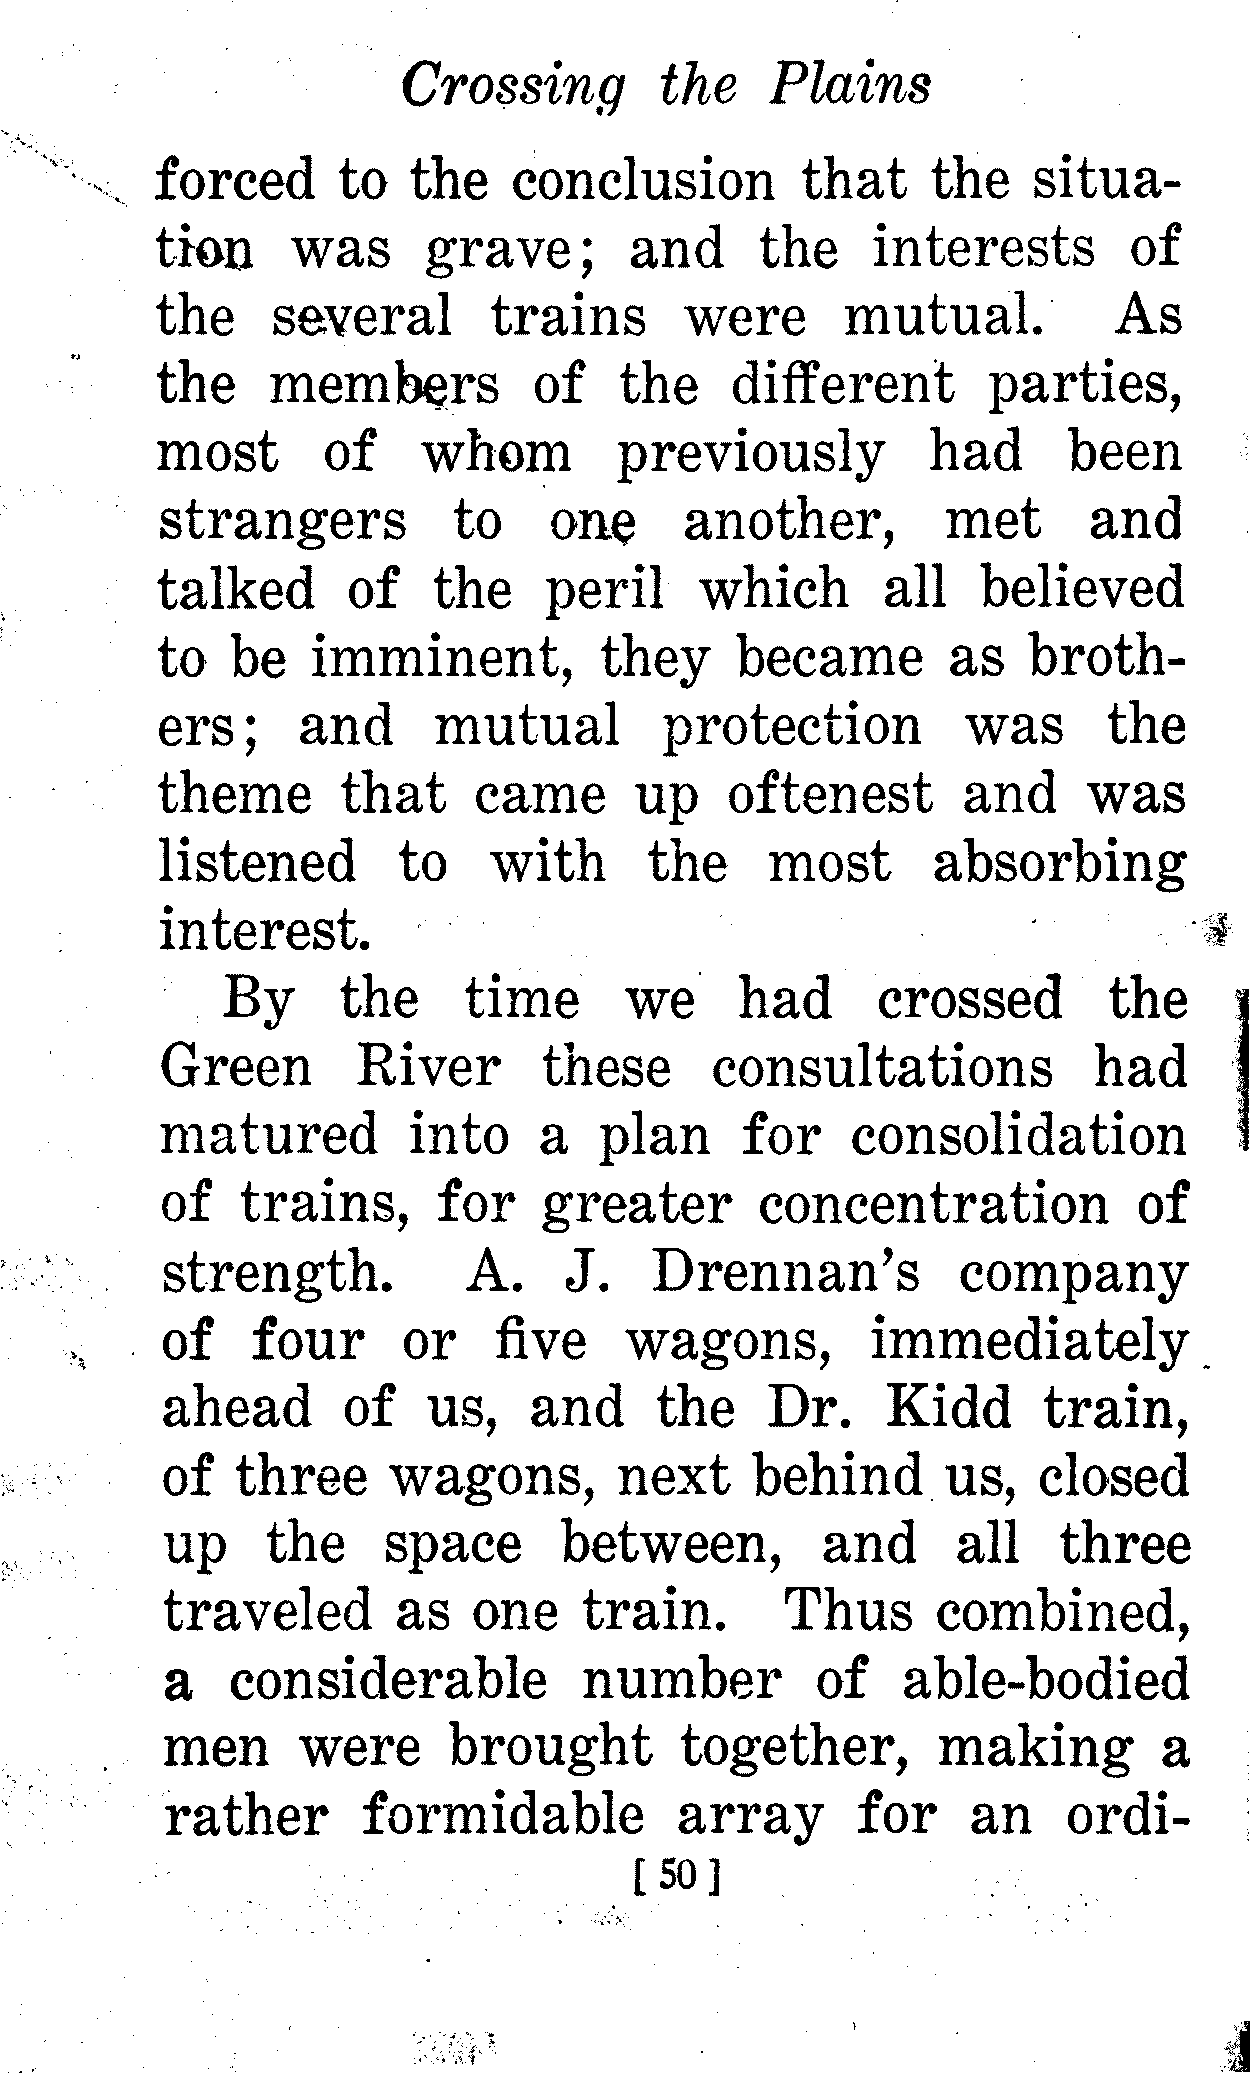 Crossing the Plains
forced to the conclusion that the situa-
tion was grave; and the interests of
the several trains were mutual. As
the members of the different parties,
most of whom previously had been
strangers to one another, met and
talked of the peril which all believed
to be imminent, they became as broth-
ers; and mutual protection was the
theme that came up oftenest and was
listened to with the most absorbing
interest.
By the time we had crossed the
Green River these consultations had
matured into a plan for consolidation
of trains, for greater concentration of
strength. A. J. Drennan's company
of four or five wagons, immediately
ahead of us, and the Dr. Kidd train,
of three wagons, next behind us, closed
up the space between, and all three
traveled as one train. Thus combined,
a considerable number of able-bodied
men were brought together, making a
rather formidable array for an ordi-
[ 50 ]